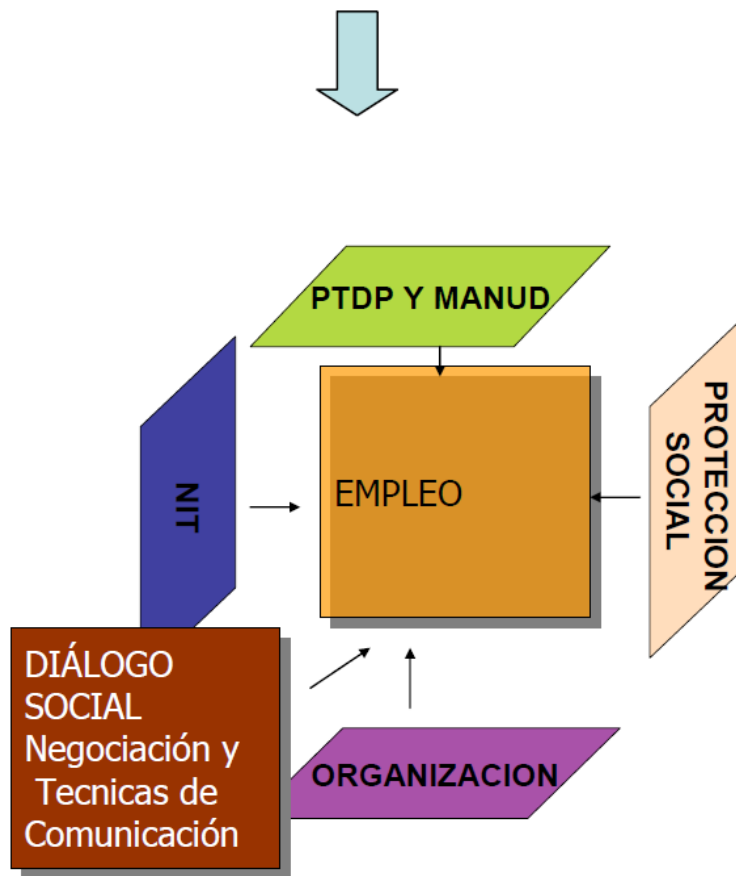 PTDP Y MANUD
NIT
EMPLEO
PROTECCION
SOCIAL
DIÁLOGO
SOCIAL
Negociación y
Tecnicas de
Comunicación
ORGANIZACION